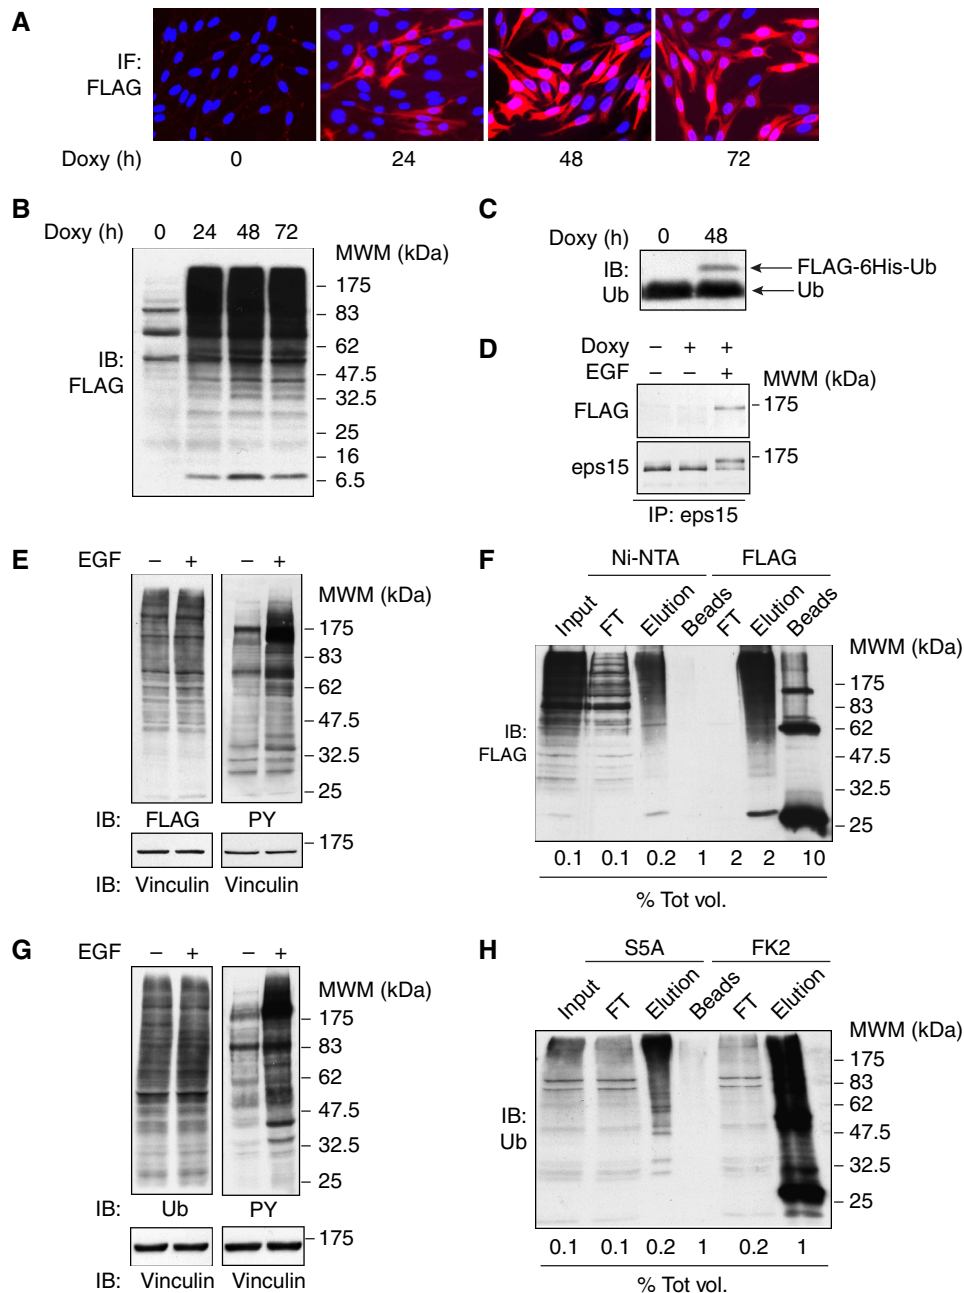 A
IF:
FLAG
Doxy (h) 0 24 48 72
B
Doxy (h) 0 24 48 72
MWM (kDa)
175
83
62
47.5
32.5
25
16
6.5
IB:
FLAG
C
Doxy (h) 0 48
IB:
Ub
FLAG-6His-Ub
Ub
D
Doxy – + +
EGF – – +
MWM (kDa)
FLAG
175
eps15
175
IP: eps15
E
EGF – + – +
MWM (kDa)
175
83
62
47.5
32.5
25
IB: FLAG PY
175
IB: Vinculin Vinculin
F
Ni-NTA FLAG
Input FT Elution Beads FT Elution Beads
MWM (kDa)
175
83
62
47.5
32.5
25
IB:
FLAG
0.1 0.1 0.2 1 2 2 10
% Tot vol.
G
EGF – + – +
MWM (kDa)
175
83
62
47.5
32.5
25
IB: Ub PY
175
IB: Vinculin Vinculin
H
S5A FK2
Input FT Elution Beads FT Elution
MWM (kDa)
175
83
62
47.5
32.5
25
IB:
Ub
0.1 0.1 0.2 1 0.2 1
% Tot vol.